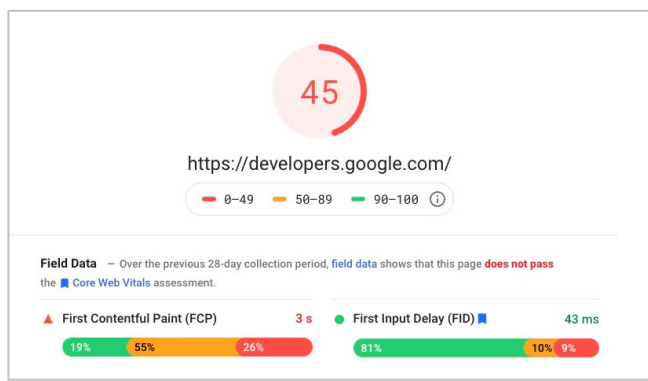 45
https://developers.google.com/
0–49 50–89 90–100
Field Data — Over the previous 28-day collection period, field data shows that this page does not pass
the Core Web Vitals assessment.
First Contentful Paint (FCP) 3 s First Input Delay (FID) 43 ms
19% 55% 26% 81% 10% 9%